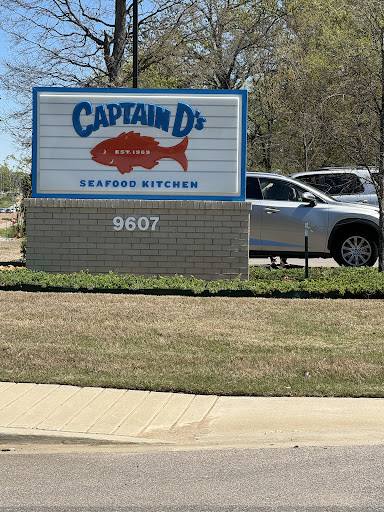 CAPTAIN D's
EST. 1969
SEAFOOD KITCHEN
9607